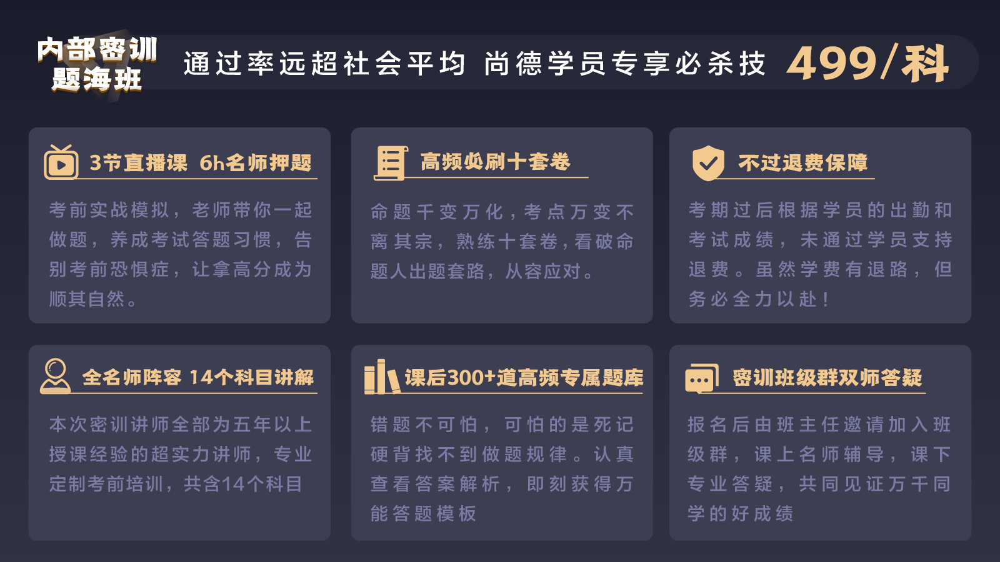 内部密训
题海班
通过率远超社会平均 尚德学员专享必杀技 499/科
3节直播课 6h名师押题
考前实战模拟，老师带你一起
做题，养成考试答题习惯，告
别考前恐惧症，让拿高分成为
顺其自然。
高频必刷十套卷
命题千变万化，考点万变不
离其宗，熟练十套卷，看破命
题人出题套路，从容应对。
不过退费保障
考期过后根据学员的出勤和
考试成绩，未通过学员支持
退费。虽然学费有退路，但
务必全力以赴！
全名师阵容 14个科目讲解
本次密训讲师全部为五年以上
授课经验的超实力讲师，专业
定制考前培训，共含14个科目
课后300+道高频专属题库
错题不可怕，可怕的是死记
硬背找不到做题规律。认真
查看答案解析，即刻获得万
能答题模板
密训班级群双师答疑
报名后由班主任邀请加入班
级群，课上名师辅导，课下
专业答疑，共同见证万千同
学的好成绩